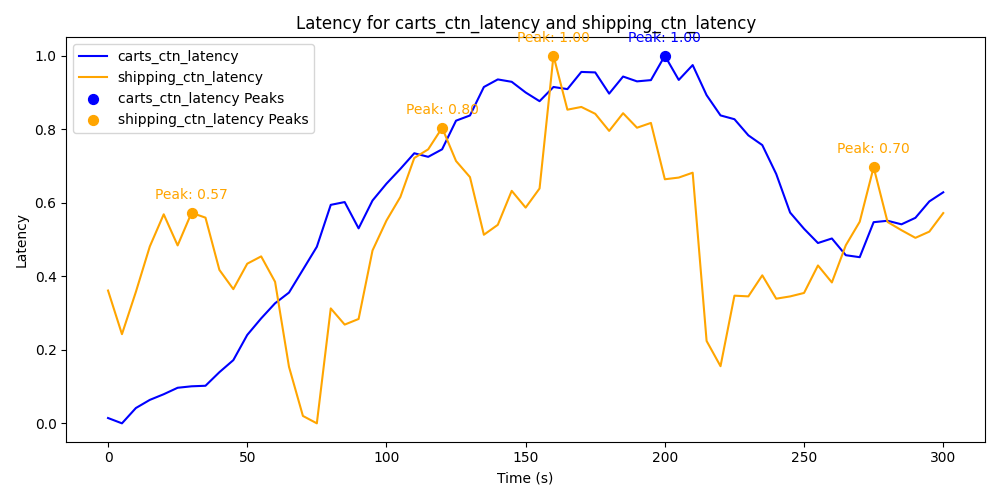 Latency for carts_ctn_latency and shipping_ctn_latency
Peak: 1.00
Peak: 1.00
carts_ctn_latency
shipping_ctn_latency
carts_ctn_latency Peaks
shipping_ctn_latency Peaks
Peak: 0.80
Peak: 0.70
Peak: 0.57
Latency
1.0
0.8
0.6
0.4
0.2
0.0
0
50
100
150
200
250
300
Time (s)